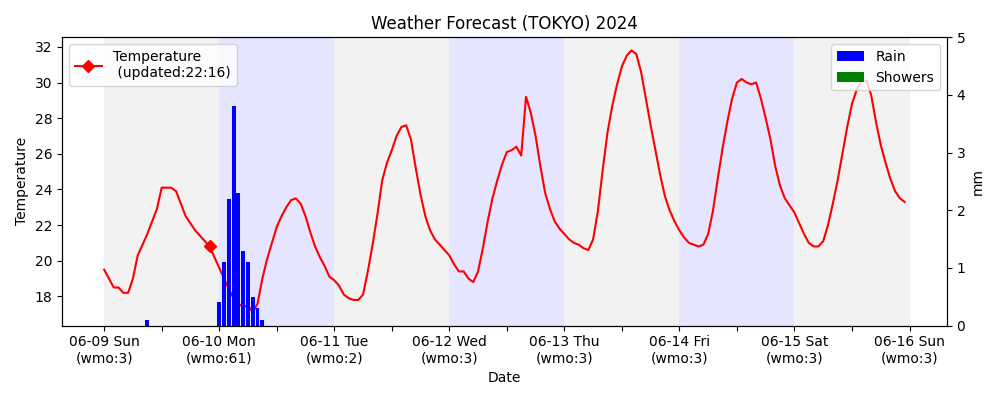 Weather Forecast (TOKYO) 2024
Temperature
(updated:22:16)
Rain
Showers
32
30
28
26
24
22
20
18
Temperature
5
4
3
2
1
0
mm
06-09 Sun
(wmo:3)
06-10 Mon
(wmo:61)
06-11 Tue
(wmo:2)
06-12 Wed
(wmo:3)
06-13 Thu
(wmo:3)
06-14 Fri
(wmo:3)
06-15 Sat
(wmo:3)
06-16 Sun
(wmo:3)
Date